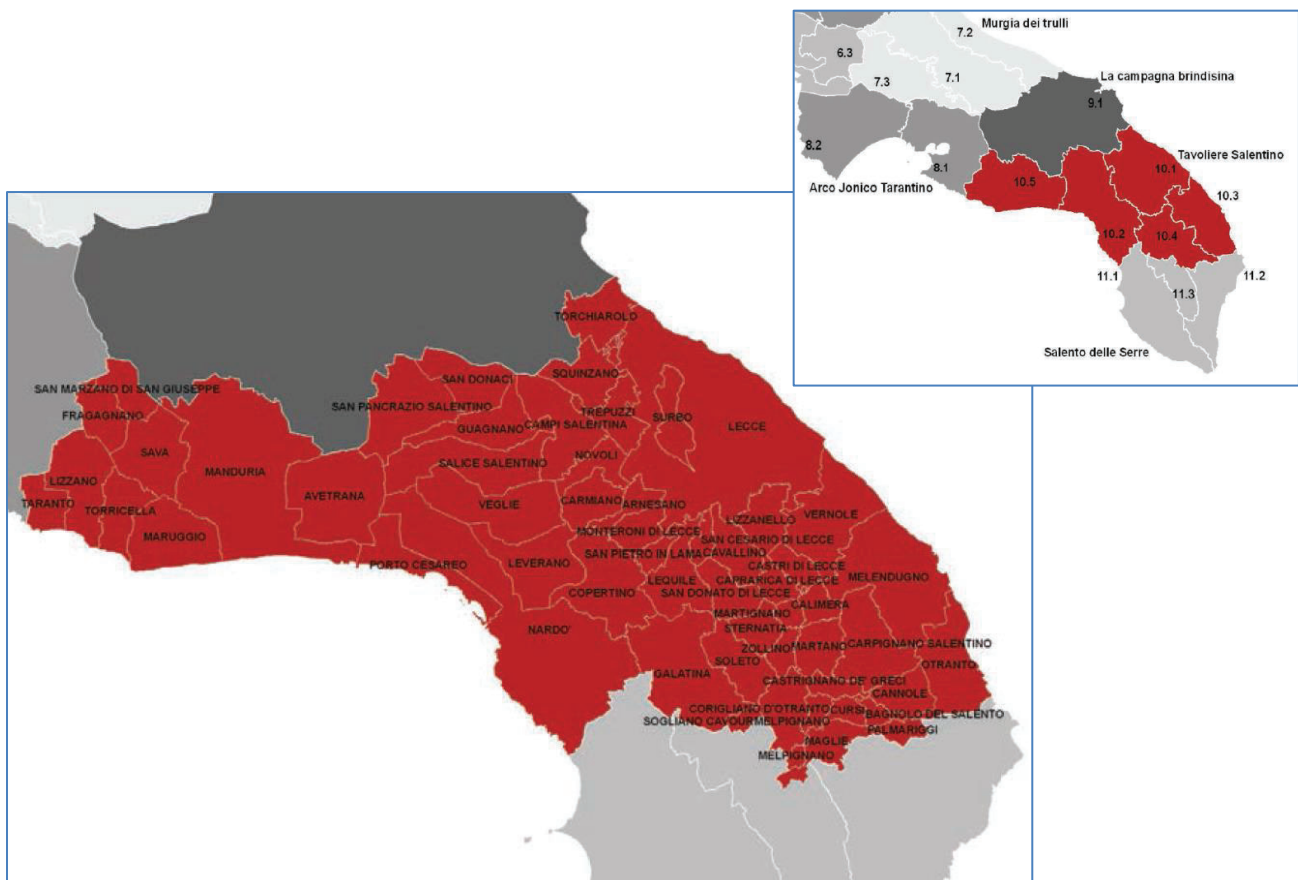 Murgia dei trulli
7.2
6.3
7.3
7.1
La campagna brindisina
9.1
8.2
8.1
Arco Jonico Tarantino
Tavoliere Salentino
10.5
10.1
10.3
10.2
10.4
11.1
11.2
11.3
Salento delle Serre
TORCHIAROLO
SAN DONACI
SQUINZANO
SAN MARZANO DI SAN GIUSEPPE
SAN PANCRAZIO SALENTINO
TREPUZZI
FRAGAGNANO
GUAGNANO
CAMPI SALENTINA
SURBO
LECCE
SAVA
NOVOLI
MANDURIA
SALICE SALENTINO
LIZZANO
AVETRANA
VEGLIE
CARMIANO
ARNESANO
TARANTO
TORRICELLA
LIZZANELLO
VERNOLE
MARUGGIO
MONTERONI DI LECCE
SAN CESARIO DI LECCE
SAN PIETRO IN LAMA
CAVALLINO
PORTO CESAREO
LEVERANO
CASTRI DI LECCE
LEQUILE
CAPRARICA DI LECCE
MELENDUGNO
COPERTINO
SAN DONATO DI LECCE
CALIMERA
MARTIGNANO
NARDO'
STERNATIA
ZOLLINO
MARTANO
CARPIGNANO SALENTINO
SOLETO
OTRANTO
GALATINA
CASTRIGNANO DE' GRECI
CANNOLE
CORIGLIANO D'OTRANTO
CURSI
BAGNOLO DEL SALENTO
SOGLIANO CAVOUR
MELPIGNANO
PALMARIGGI
MAGLIE
MELPIGNANO